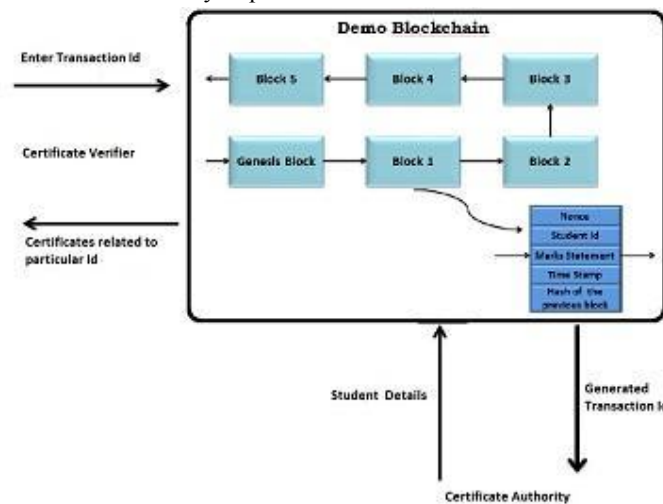 Demo Blockchain
Enter Transaction Id
Block 5
Block 4
Block 3
Certificate Verifier
Genesis Block
Block 1
Block 2
Nonce
Student Id
Marks Statement
Time Stamp
Hash of the
previous block
Certificates related to
particular Id
Student Details
Generated
Transaction I
Certificate Authority